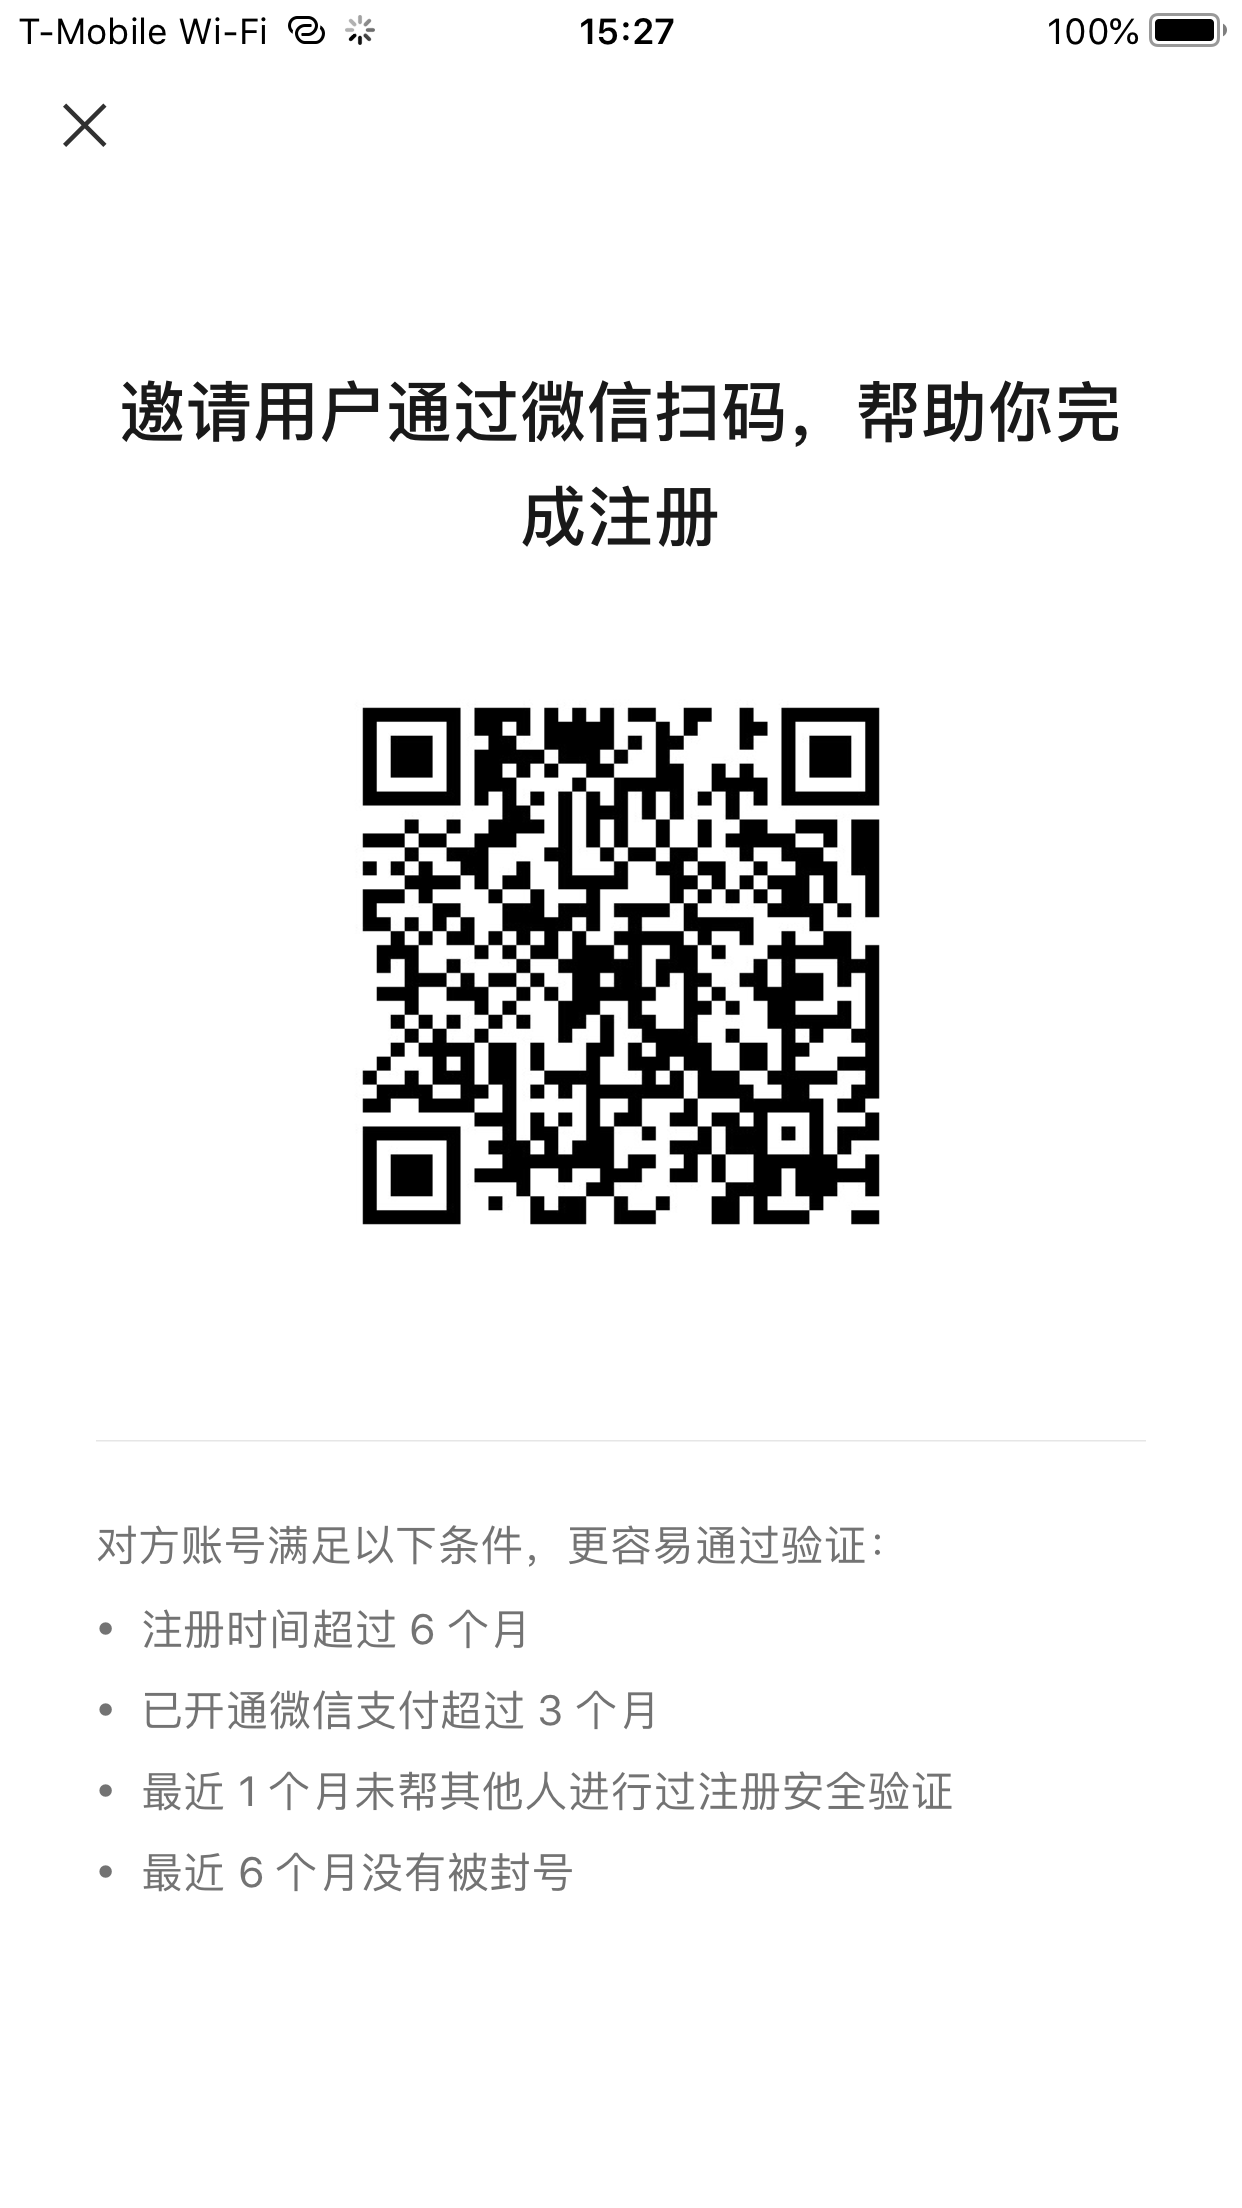 T-Mobile Wi-Fi 15:27 100%
邀请用户通过微信扫码，帮助你完
成注册
对方账号满足以下条件，更容易通过验证：
• 注册时间超过 6 个月
• 已开通微信支付超过 3 个月
• 最近 1 个月未帮其他人进行过注册安全验证
• 最近 6 个月没有被封号